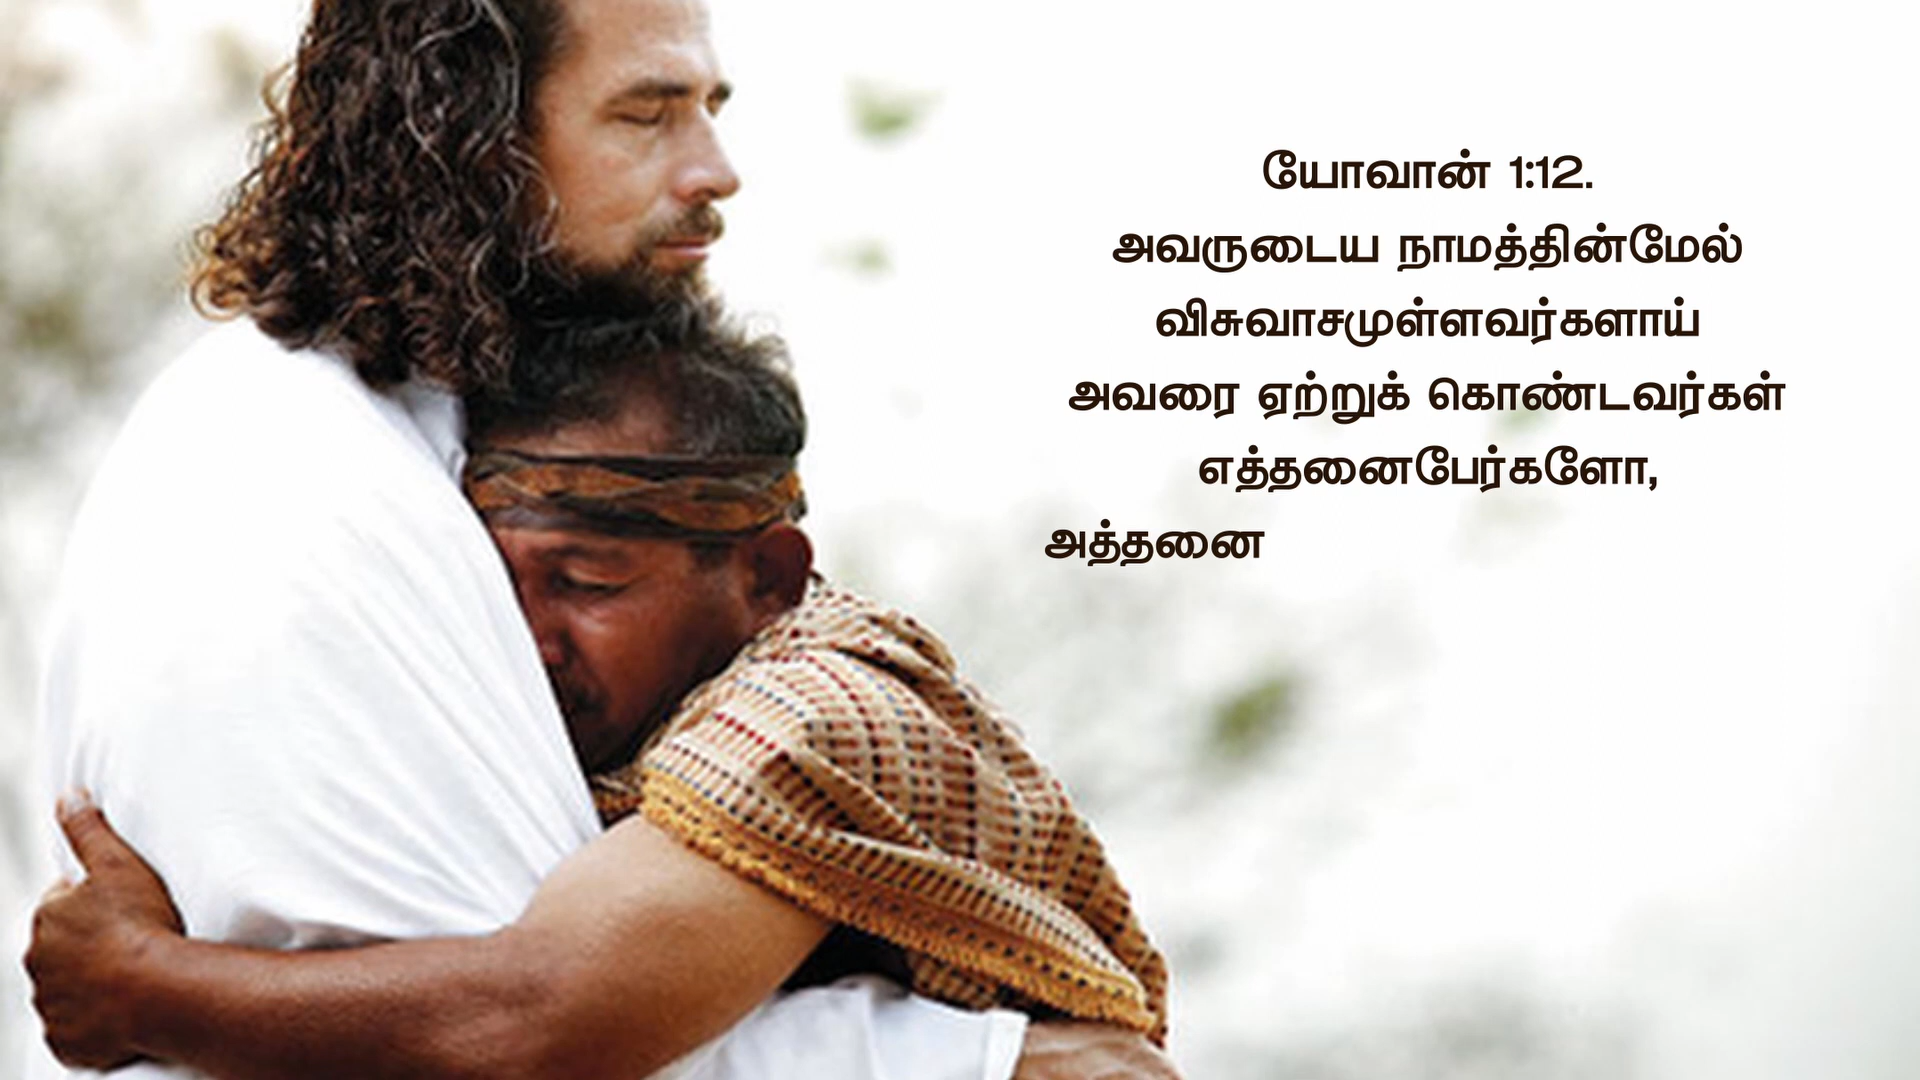 யோவான் 1:12.
அவருடைய நாமத்தின்மேல்
விசுவாசமுள்ளவர்களாய்
அவரை ஏற்றுக் கொண்டவர்கள்
எத்தனைபேர்களோ,
அத்தனை